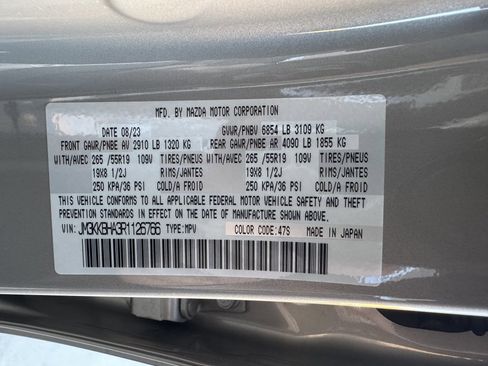 MFD. BY MAZDA MOTOR CORPORATION
DATE 08/23 GVWR/PNBV 6854 LB 3109 KG
FRONT GAWR/PNBE AV 2910 LB 1320 KG REAR GAWR/PNBE AR 4090 LB 1855 KG
WITH/AVEC 265 /55R19 109V TIRES/PNEUS WITH/AVEC 265 /55R19 109V TIRES/PNEUS
19X8 1/2J RIMS/JANTES 19X8 1/2J RIMS/JANTES
250 KPA/36 PSI COLD/A FROID 250 KPA/36 PSI COLD/A FROID
THIS VEHICLE CONFORMS TO ALL APPLICABLE FEDERAL MOTOR VEHICLE SAFETY AND
THEFT PREVENTION STANDARDS IN EFFECT ON THE DATE OF MANUFACTURE SHOWN ABOVE.
VIN: JM3KKBHA3R1126766 TYPE:MPV COLOR CODE:47S MADE IN JAPAN